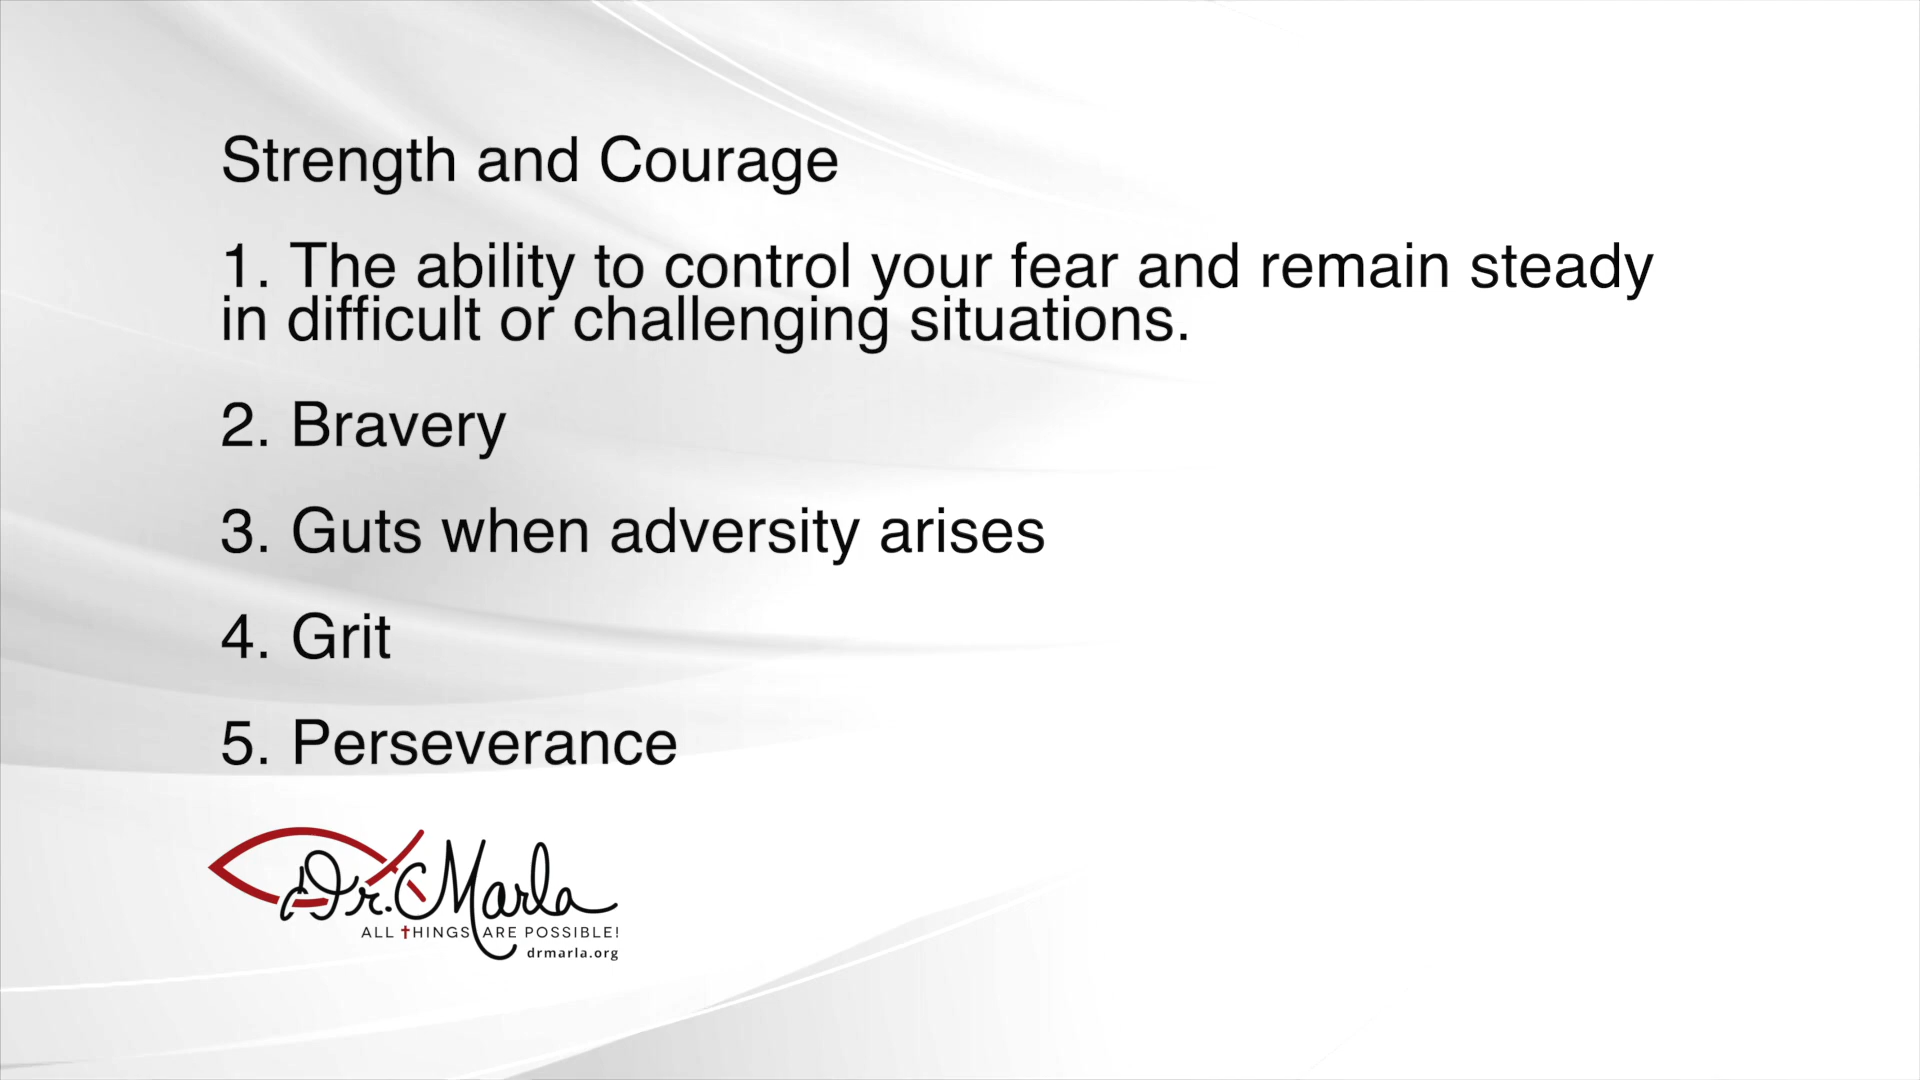 Strength and Courage
1. The ability to control your fear and remain steady
in difficult or challenging situations.
2. Bravery
3. Guts when adversity arises
4. Grit
5. Perseverance
Dr. Marla
ALL THINGS ARE POSSIBLE!
drmarla.org